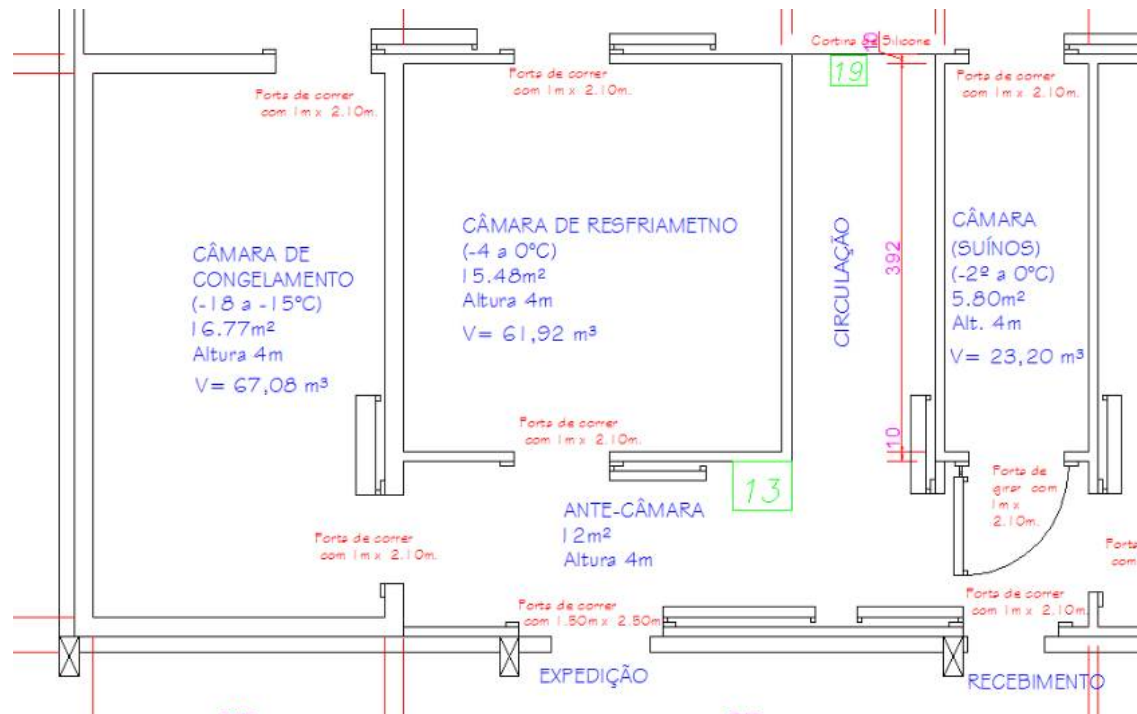 Cortina de Silicone
10
19
Porta de correr
com 1m x 2.10m.
Porta de correr
com 1m x 2.10m.
Porta de correr
com 1m x 2.10m.
CÂMARA DE
CONGELAMENTO
(-18 a -15ºC)
16.77m²
Altura 4m
V= 67,08 m³
CÂMARA DE RESFRIAMETNO
(-4 a 0ºC)
15.48m²
Altura 4m
V= 61,92 m³
CIRCULAÇÃO
392
CÂMARA
(SUÍNOS)
(-2º a 0ºC)
5.80m²
Alt. 4m
V= 23,20 m³
Porta de correr
com 1m x 2.10m.
10
13
Porta de
girar com
1m x
2.10m.
ANTE-CÂMARA
12m²
Altura 4m
Porta de correr
com 1m x 2.10m.
Porta
com
Porta de correr
com 1.50m x 2.50m
Porta de correr
com 1m x 2.10m.
EXPEDIÇÃO
RECEBIMENTO